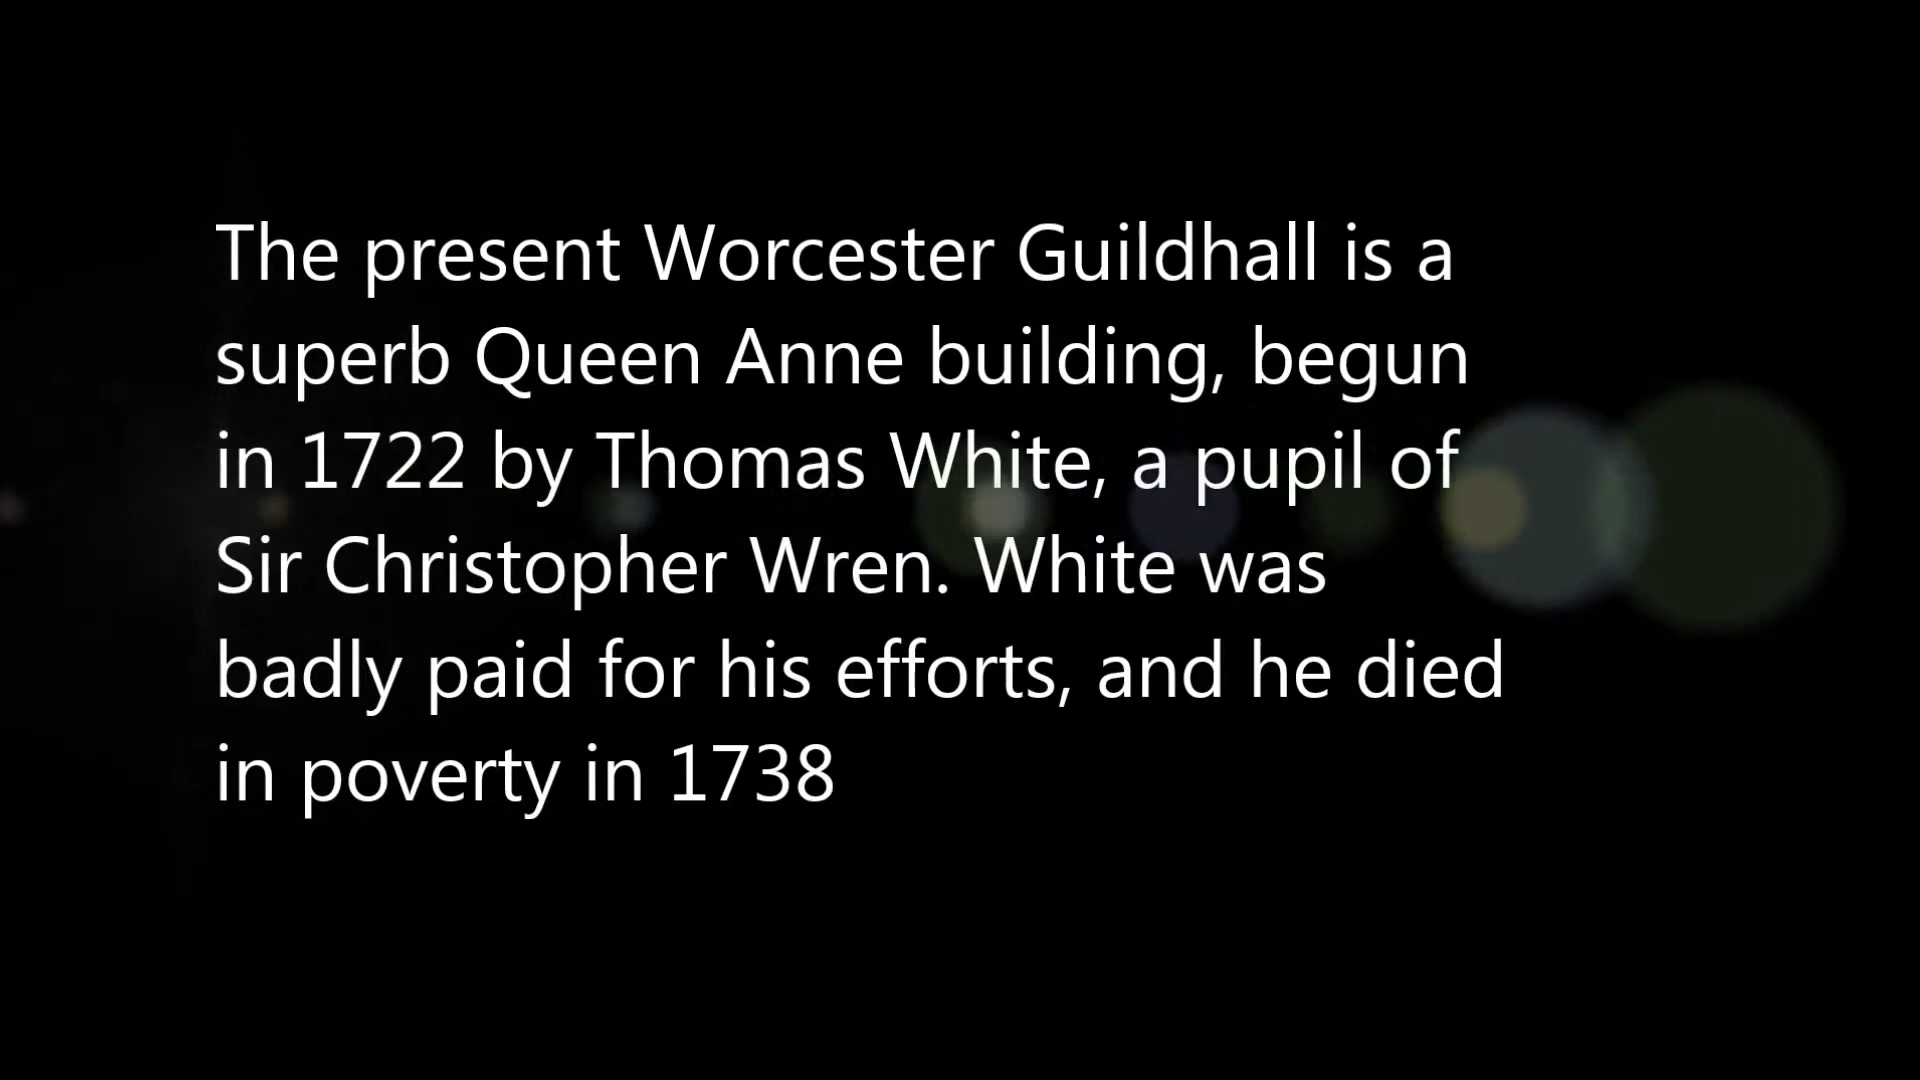 The present Worcester Guildhall is a
superb Queen Anne building, begun
in 1722 by Thomas White, a pupil of
Sir Christopher Wren. White was
badly paid for his efforts, and he died
in poverty in 1738